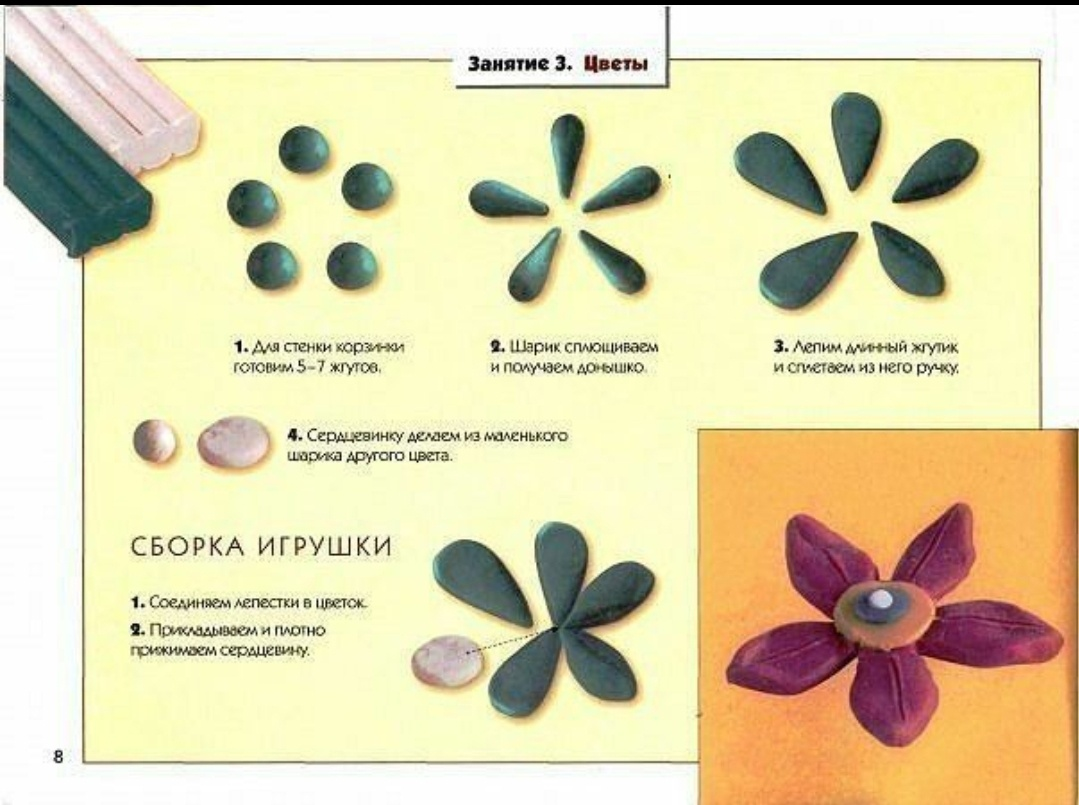 Занятие 3. Цветы
1. Для стенки корзинки
готовим 5–7 жгутов.
2. Шарик сплющиваем
и получаем донышко.
3. Лепим длинный жгутик
и сплетаем из него ручку.
4. Сердцевинку делаем из маленького
шарика другого цвета.
СБОРКА ИГРУШКИ
1. Соединяем лепестки в цветок.
2. Прикладываем и плотно
прижимаем сердцевину.
8